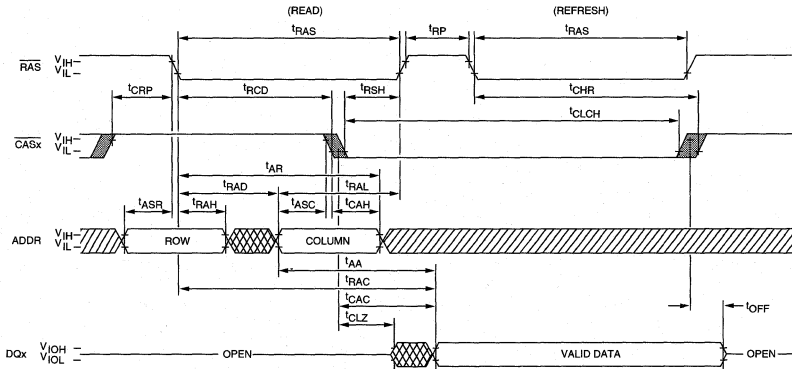 (READ) (REFRESH)
tRAS tRP tRAS
RAS VIH VIL
tCRP tRCD tRSH tCHR
tCLCH
CASx VIH VIL
tAR
tRAD tRAL
tASR tRAH tASC tCAH
ADDR VIH VIL ROW COLUMN
tAA
tRAC
tCAC
tOFF
tCLZ
DQx VIOH VIOL OPEN VALID DATA OPEN